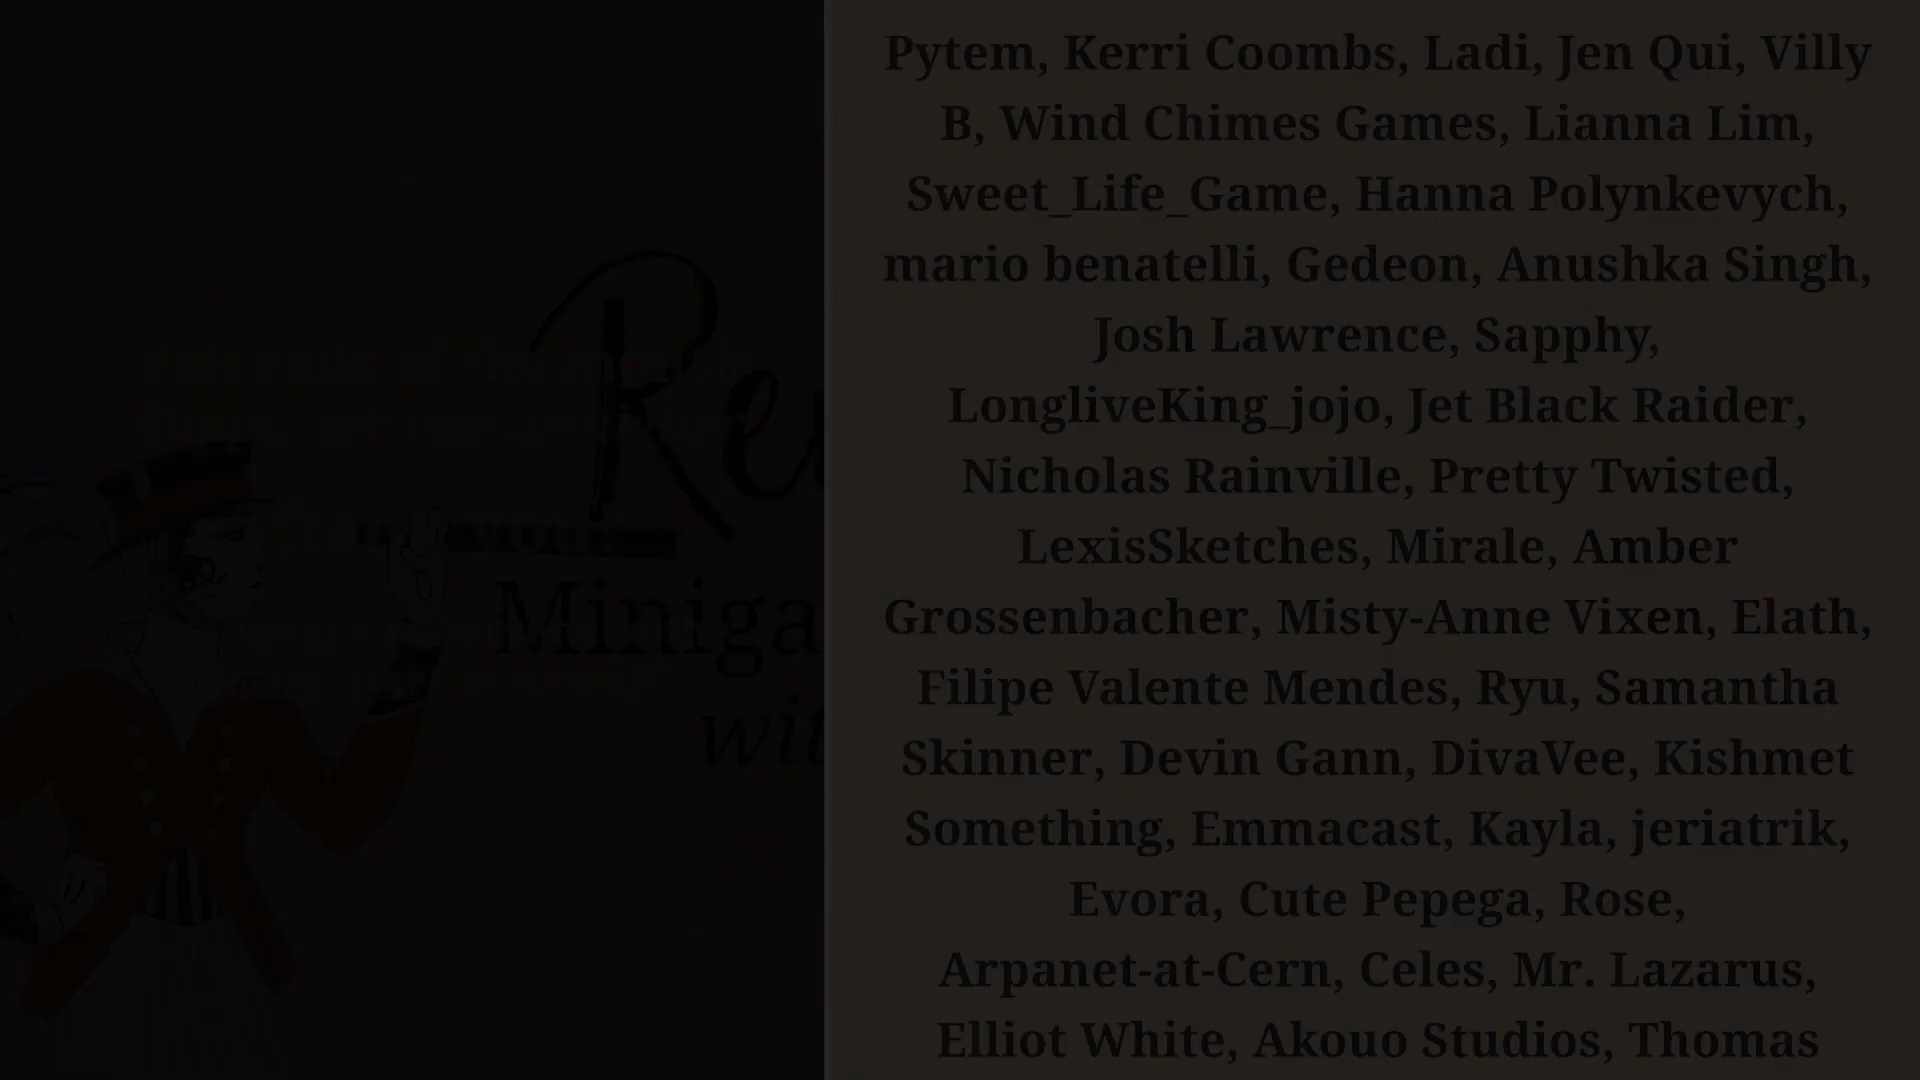 Re
Miniga
wit
Pytem, Kerri Coombs, Ladi, Jen Qui, Villy
B, Wind Chimes Games, Lianna Lim,
Sweet_Life_Game, Hanna Polynkevych,
mario benatelli, Gedeon, Anushka Singh,
Josh Lawrence, Sapphy,
LongliveKing_jojo, Jet Black Raider,
Nicholas Rainville, Pretty Twisted,
LexisSketches, Mirale, Amber
Grossenbacher, Misty-Anne Vixen, Elath,
Filipe Valente Mendes, Ryu, Samantha
Skinner, Devin Gann, DivaVee, Kishmet
Something, Emmacast, Kayla, jeriatrik,
Evora, Cute Pepega, Rose,
Arpanet-at-Cern, Celes, Mr. Lazarus,
Elliot White, Akouo Studios, Thomas